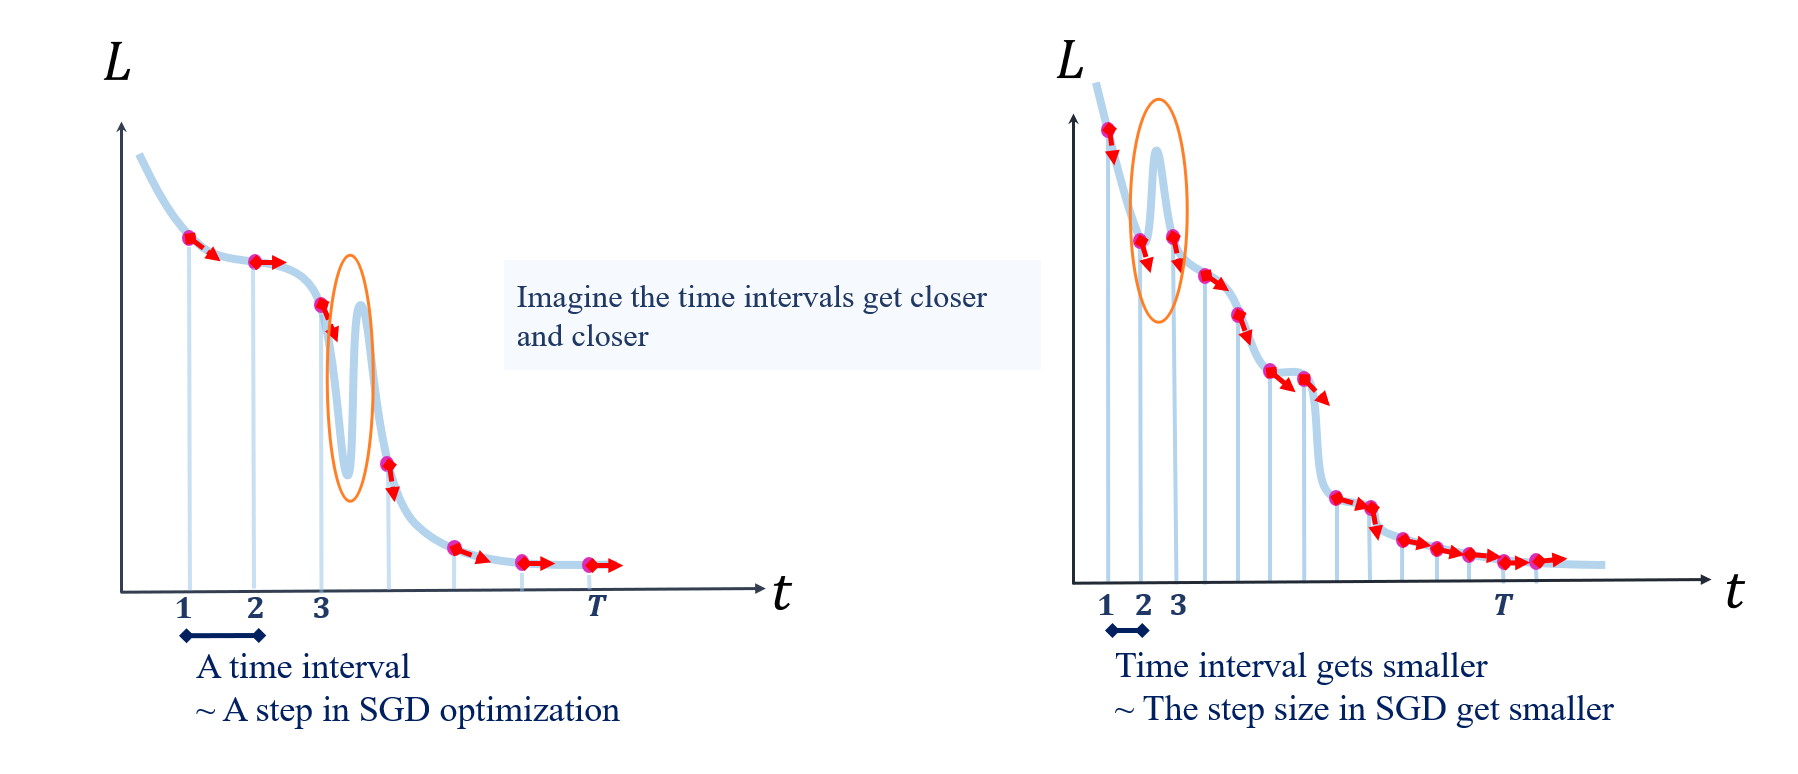 L
t
1 2 3 T
A time interval
~ A step in SGD optimization
Imagine the time intervals get closer
and closer
L
t
1 2 3 T
Time interval gets smaller
~ The step size in SGD get smaller